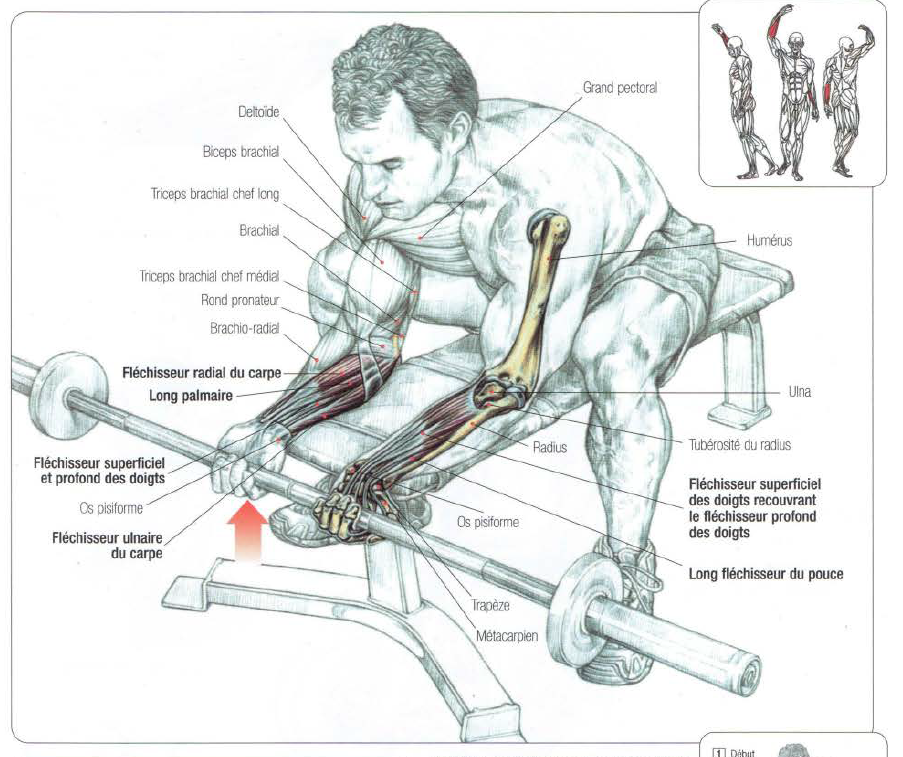 Grand pectoral
Deltoïde
Biceps brachial
Triceps brachial chef long
Brachial
Humérus
Triceps brachial chef médial
Rond pronateur
Brachio-radial
Fléchisseur radial du carpe
Long palmaire
Ulna
Radius
Tubérosité du radius
Fléchisseur superficiel
et profond des doigts
Os pisiforme
Fléchisseur ulnaire
du carpe
Os pisiforme
Fléchisseur superficiel
des doigts recouvrant
le fléchisseur profond
des doigts
Long fléchisseur du pouce
Trapèze
Métacarpien
1 Début